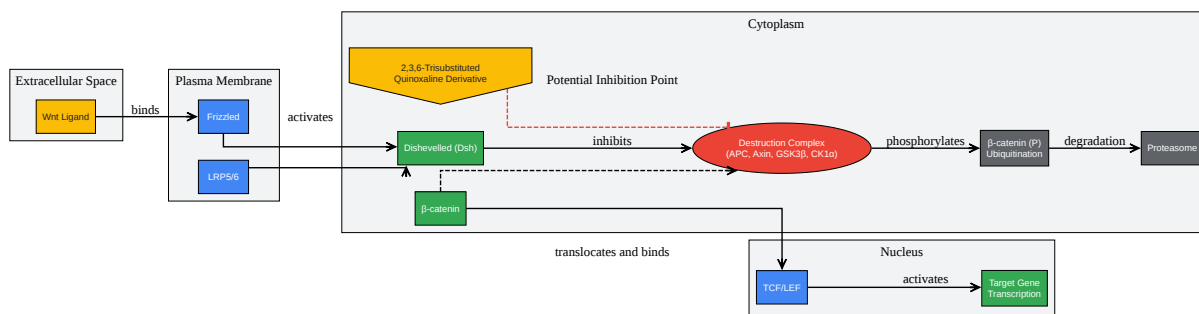 Cytoplasm
Extracellular Space
Wnt Ligand
binds
Plasma Membrane
Frizzled
LRP5/6
activates
2,3,6-Trisubstituted
Quinoxaline Derivative
Potential Inhibition Point
Dishevelled (Dsh)
inhibits
Destruction Complex
(APC, Axin, GSK3β, CK1α)
phosphorylates
β-catenin (P)
Ubiquitination
degradation
Proteasome
β-catenin
translocates and binds
Nucleus
TCF/LEF
activates
Target Gene
Transcription